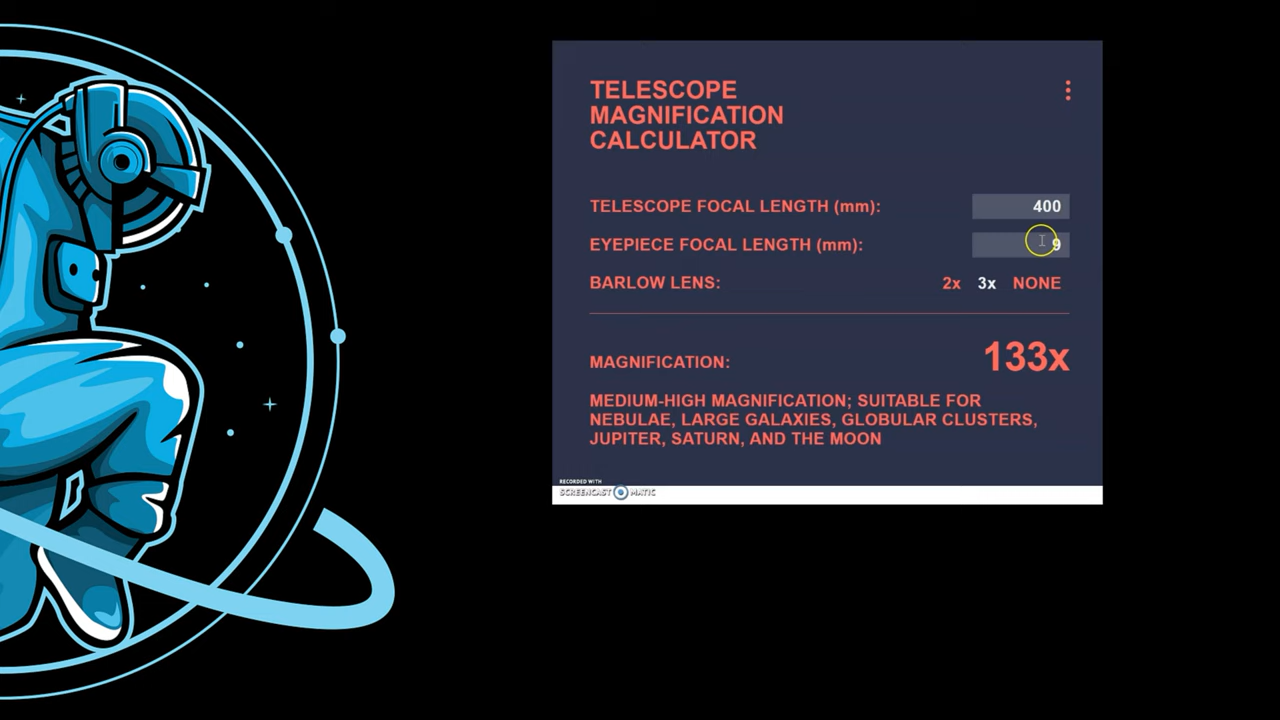 TELESCOPE
MAGNIFICATION
CALCULATOR
TELESCOPE FOCAL LENGTH (mm): 400
EYEPIECE FOCAL LENGTH (mm): 9
BARLOW LENS: 2x 3x NONE
MAGNIFICATION: 133x
MEDIUM-HIGH MAGNIFICATION; SUITABLE FOR
NEBULAE, LARGE GALAXIES, GLOBULAR CLUSTERS,
JUPITER, SATURN, AND THE MOON
RECORDED WITH
SCREENCAST MATIC